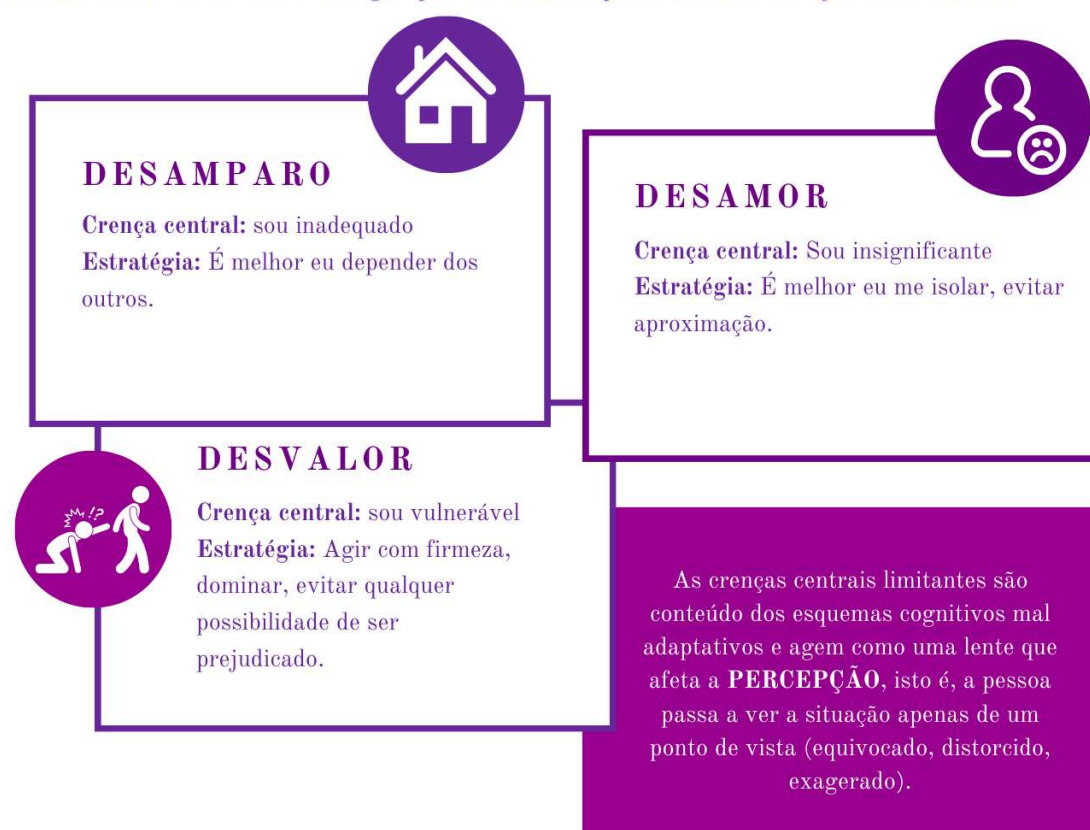 DESAMPARO
Crença central: sou inadequado
Estratégia: É melhor eu depender dos
outros.
DESAMOR
Crença central: Sou insignificante
Estratégia: É melhor eu me isolar, evitar
aproximação.
DESVALOR
!?
Crença central: sou vulnerável
Estratégia: Agir com firmeza,
dominar, evitar qualquer
possibilidade de ser
prejudicado.
As crenças centrais limitantes são
conteúdo dos esquemas cognitivos mal
adaptativos e agem como uma lente que
afeta a PERCEPÇÃO, isto é, a pessoa
passa a ver a situação apenas de um
ponto de vista (equivocado, distorcido,
exagerado).